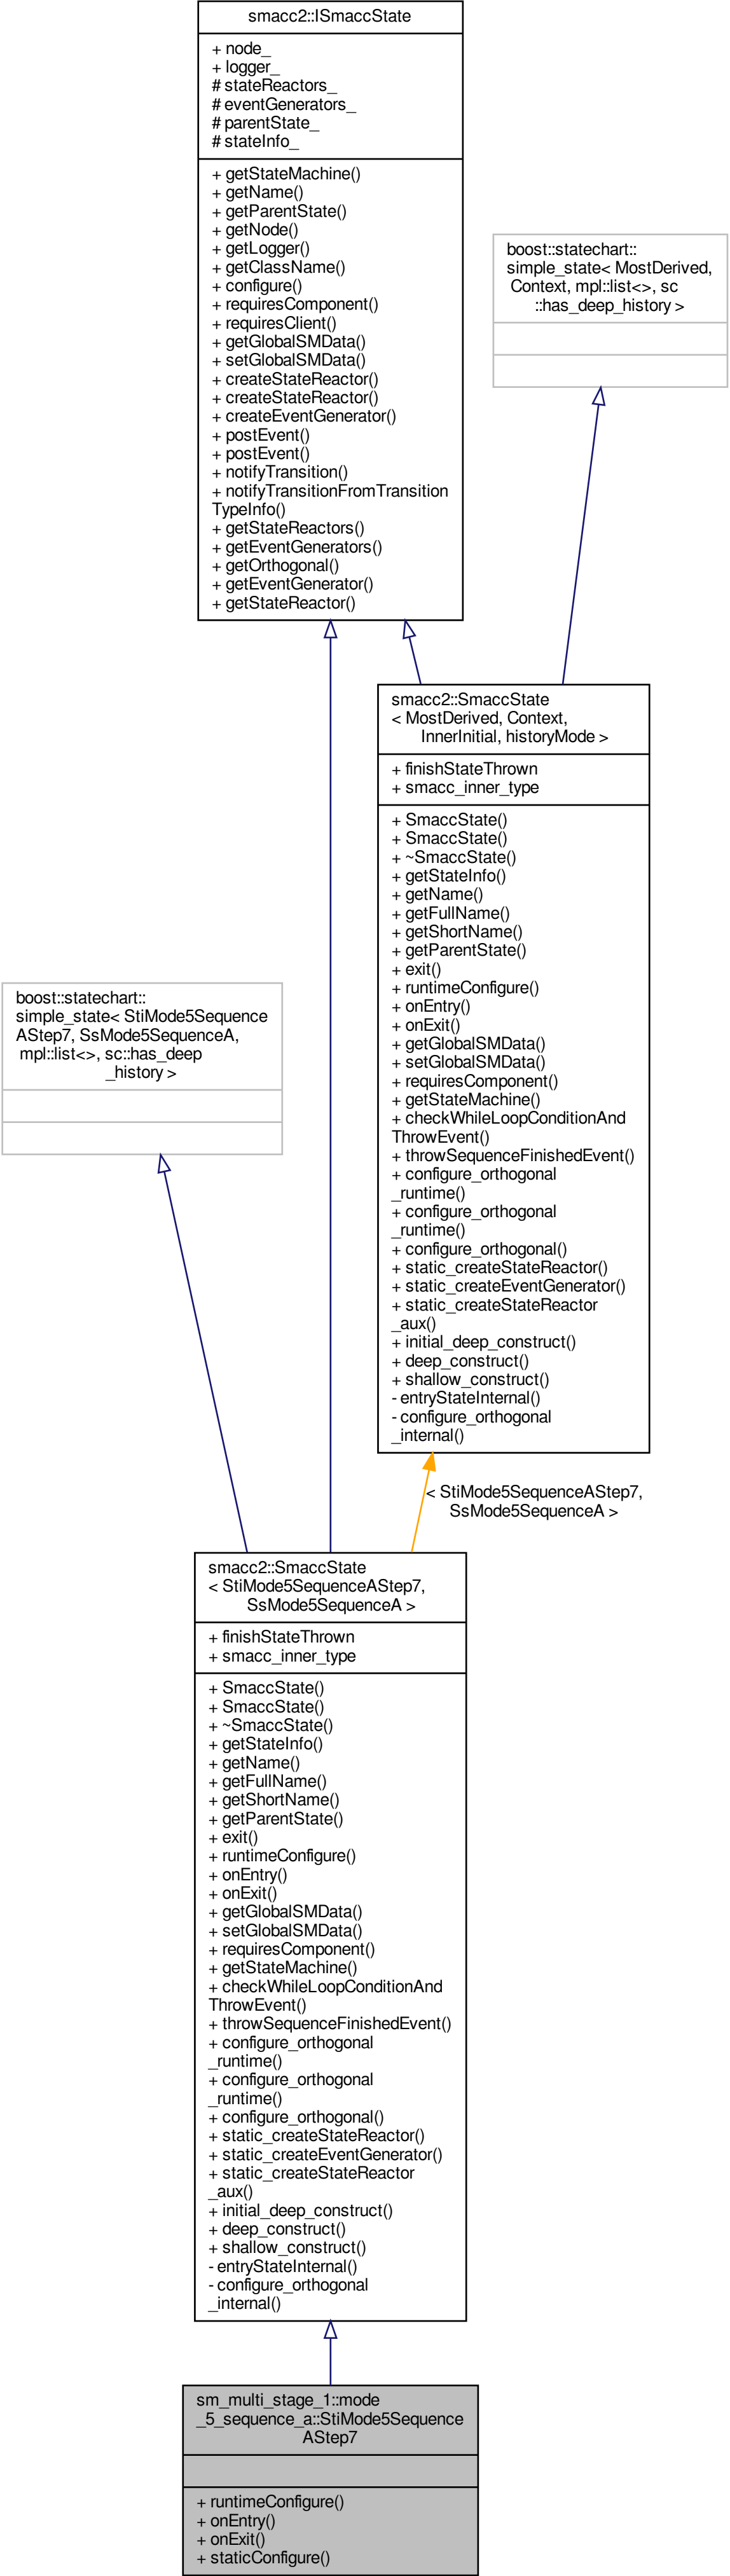 smacc2::ISmaccState
+ node_
+ logger_
# stateReactors_
# eventGenerators_
# parentState_
# stateInfo_
+ getStateMachine()
+ getName()
+ getParentState()
+ getNode()
+ getLogger()
+ getClassName()
+ configure()
+ requiresComponent()
+ requiresClient()
+ getGlobalSMData()
+ setGlobalSMData()
+ createStateReactor()
+ createStateReactor()
+ createEventGenerator()
+ postEvent()
+ postEvent()
+ notifyTransition()
+ notifyTransitionFromTransition
TypeInfo()
+ getStateReactors()
+ getEventGenerators()
+ getOrthogonal()
+ getEventGenerator()
+ getStateReactor()
boost::statechart::
simple_state< MostDerived,
Context, mpl::list<>, sc
::has_deep_history >
smacc2::SmaccState
< MostDerived, Context,
InnerInitial, historyMode >
+ finishStateThrown
+ smacc_inner_type
+ SmaccState()
+ SmaccState()
+ ~SmaccState()
+ getStateInfo()
+ getName()
+ getFullName()
+ getShortName()
+ getParentState()
+ exit()
+ runtimeConfigure()
+ onEntry()
+ onExit()
+ getGlobalSMData()
+ setGlobalSMData()
+ requiresComponent()
+ getStateMachine()
+ checkWhileLoopConditionAnd
ThrowEvent()
+ throwSequenceFinishedEvent()
+ configure_orthogonal
_runtime()
+ configure_orthogonal
_runtime()
+ configure_orthogonal()
+ static_createStateReactor()
+ static_createEventGenerator()
+ static_createStateReactor
_aux()
+ initial_deep_construct()
+ deep_construct()
+ shallow_construct()
- entryStateInternal()
- configure_orthogonal
_internal()
boost::statechart::
simple_state< StiMode5Sequence
AStep7, SsMode5SequenceA,
mpl::list<>, sc::has_deep
_history >
< StiMode5SequenceAStep7,
SsMode5SequenceA >
smacc2::SmaccState
< StiMode5SequenceAStep7,
SsMode5SequenceA >
+ finishStateThrown
+ smacc_inner_type
+ SmaccState()
+ SmaccState()
+ ~SmaccState()
+ getStateInfo()
+ getName()
+ getFullName()
+ getShortName()
+ getParentState()
+ exit()
+ runtimeConfigure()
+ onEntry()
+ onExit()
+ getGlobalSMData()
+ setGlobalSMData()
+ requiresComponent()
+ getStateMachine()
+ checkWhileLoopConditionAnd
ThrowEvent()
+ throwSequenceFinishedEvent()
+ configure_orthogonal
_runtime()
+ configure_orthogonal
_runtime()
+ configure_orthogonal()
+ static_createStateReactor()
+ static_createEventGenerator()
+ static_createStateReactor
_aux()
+ initial_deep_construct()
+ deep_construct()
+ shallow_construct()
- entryStateInternal()
- configure_orthogonal
_internal()
sm_multi_stage_1::mode
_5_sequence_a::StiMode5Sequence
AStep7
+ runtimeConfigure()
+ onEntry()
+ onExit()
+ staticConfigure()